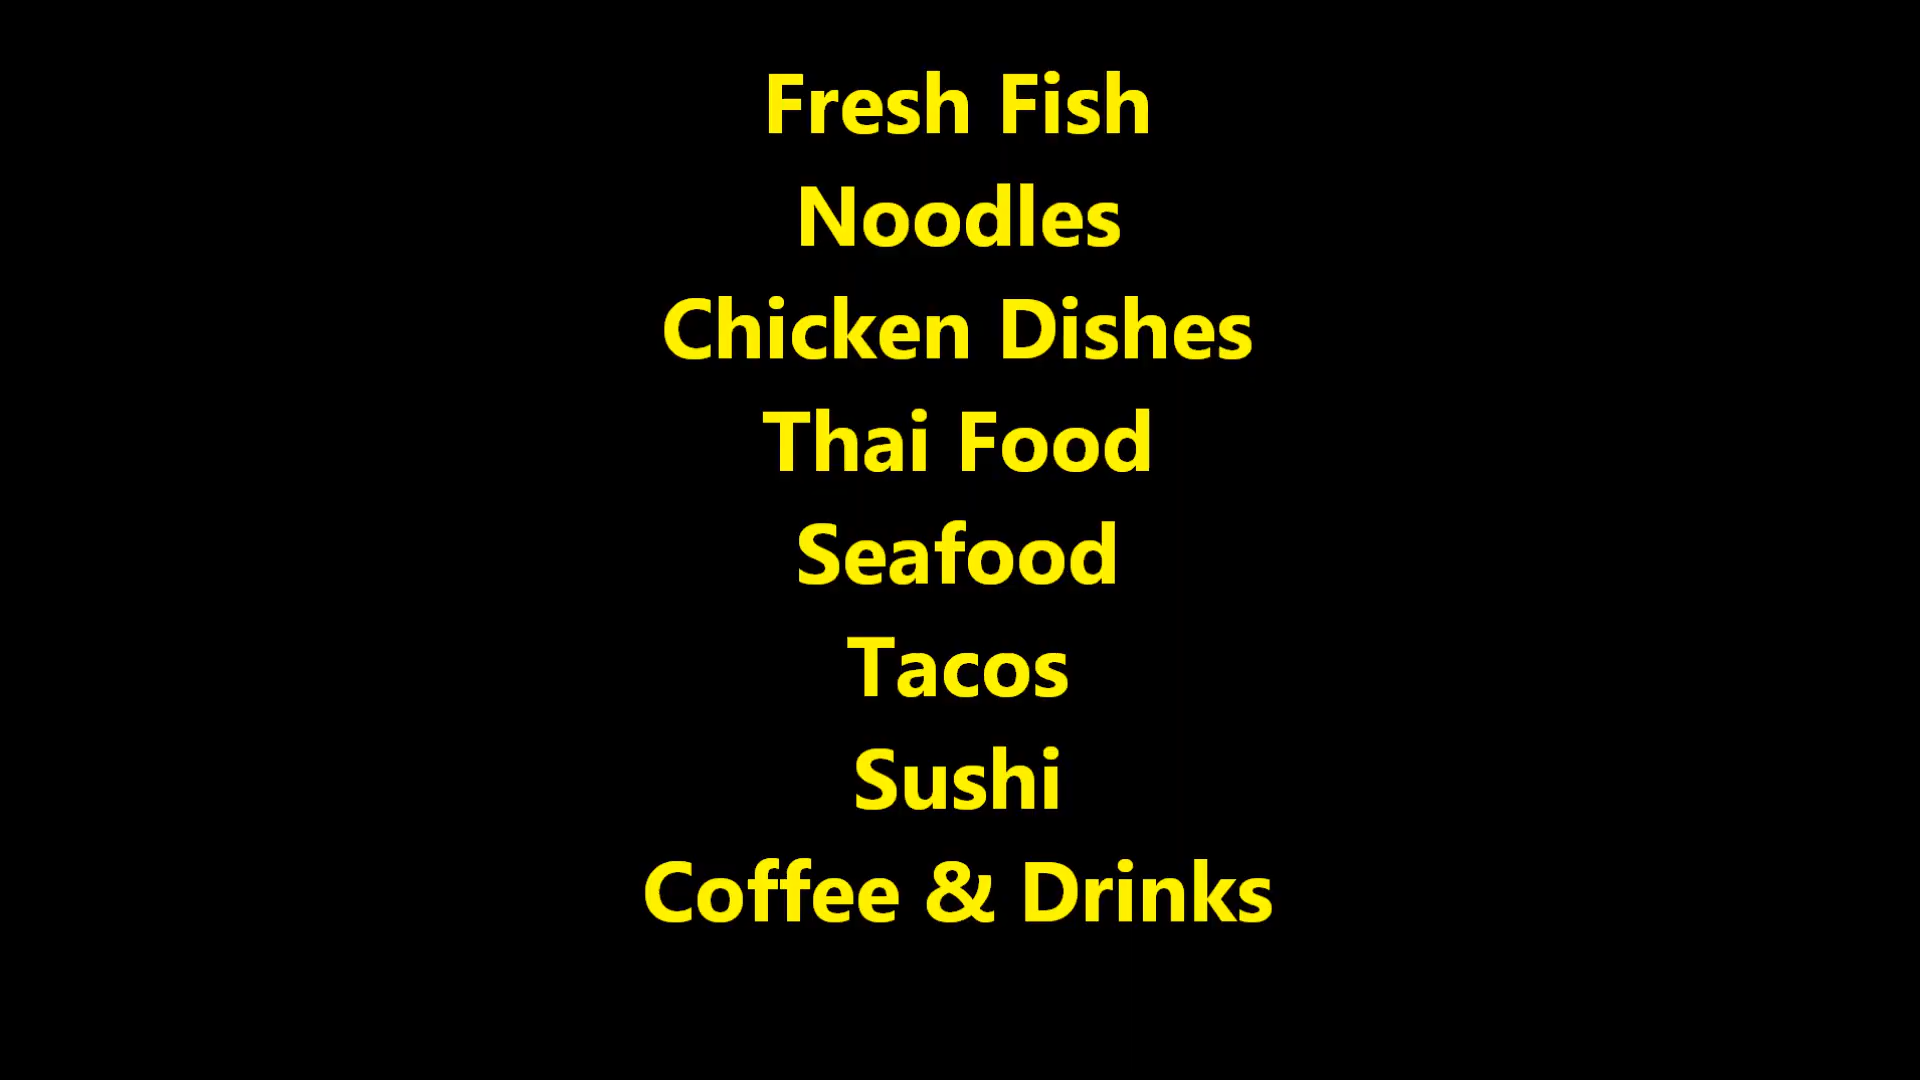 Fresh Fish
Noodles
Chicken Dishes
Thai Food
Seafood
Tacos
Sushi
Coffee & Drinks